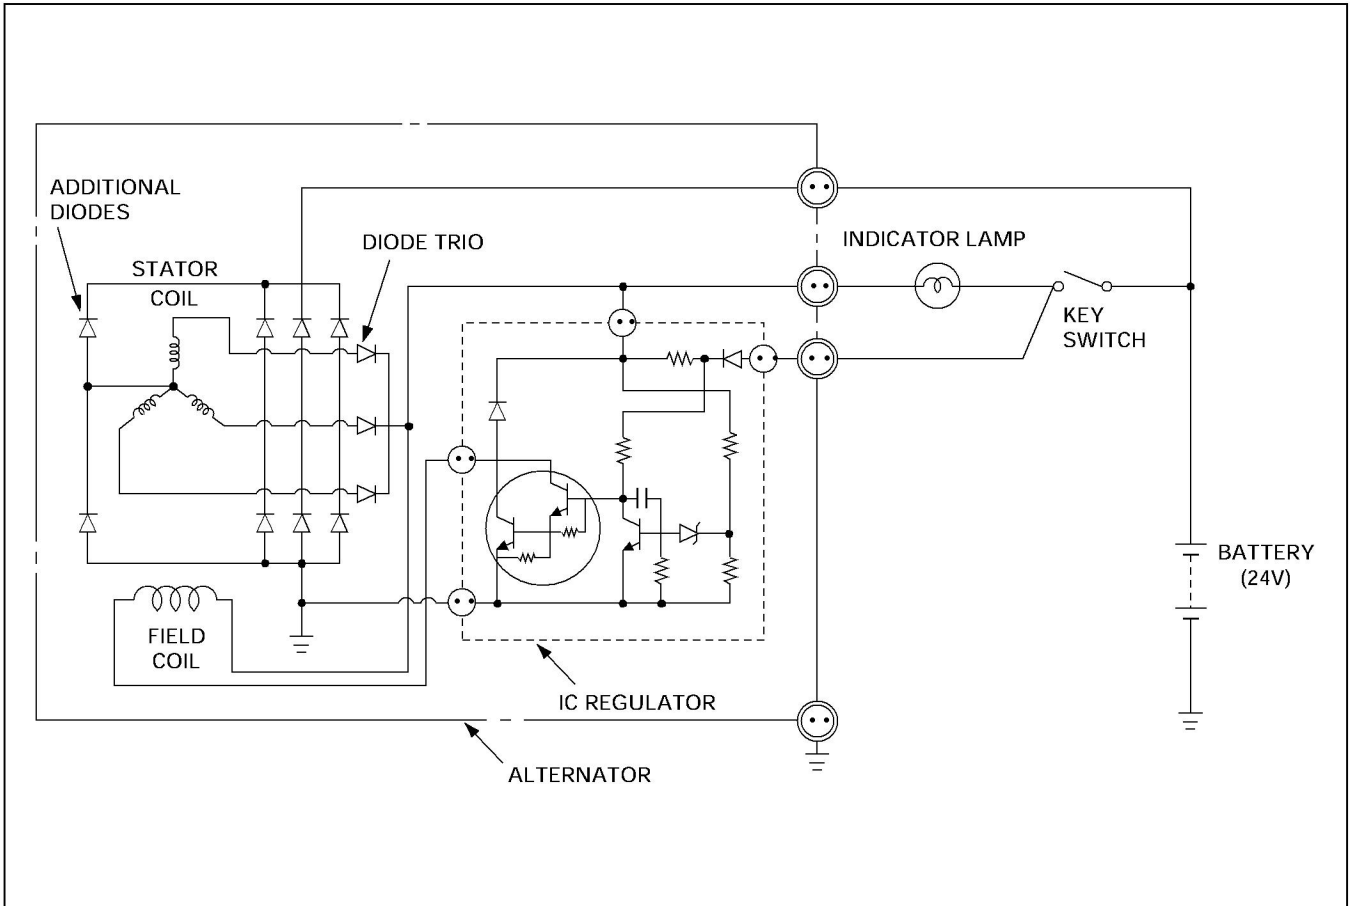 ADDITIONAL
DIODES
DIODE TRIO
STATOR
COIL
INDICATOR LAMP
KEY
SWITCH
BATTERY
(24V)
FIELD
COIL
IC REGULATOR
ALTERNATOR